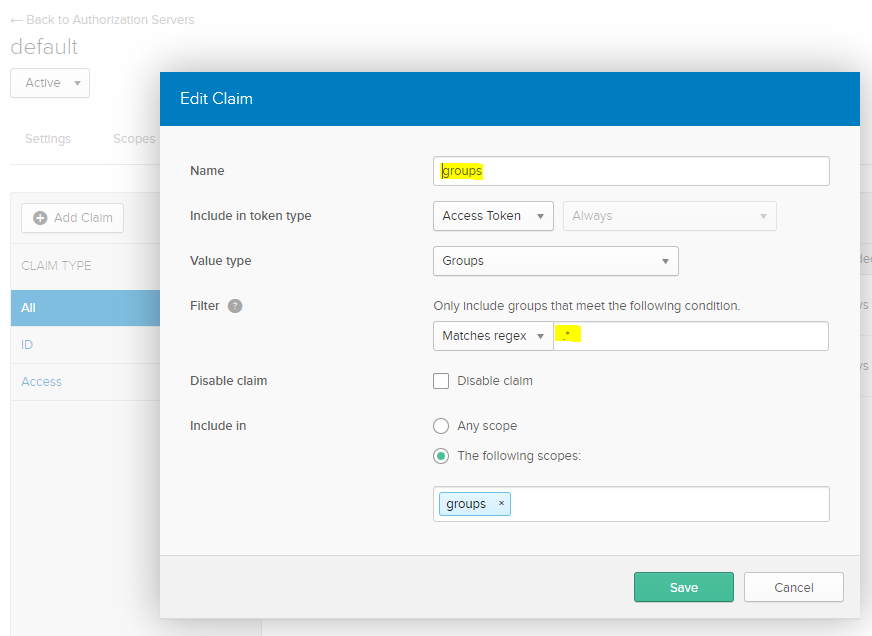 ← Back to Authorization Servers
default
Active
Settings Scopes
Edit Claim
Name groups
Include in token type Access Token Always
Value type Groups
Filter ? Only include groups that meet the following condition.
Matches regex .*
Disable claim Disable claim
Include in Any scope
The following scopes:
groups ×
Save Cancel
Add Claim
CLAIM TYPE
All
ID
Access